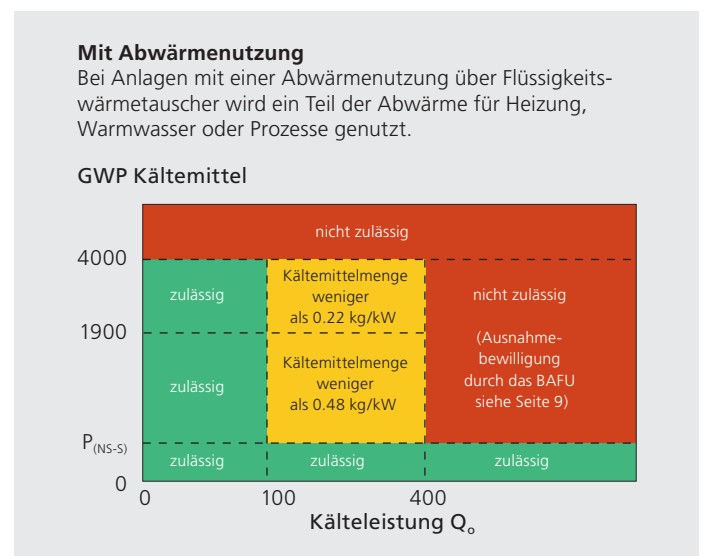 Mit Abwärmenutzung
Bei Anlagen mit einer Abwärmenutzung über Flüssigkeits-
wärmetauscher wird ein Teil der Abwärme für Heizung,
Warmwasser oder Prozesse genutzt.
GWP Kältemittel
nicht zulässig
4000
zulässig
Kältemittelmenge
weniger
als 0.22 kg/kW
nicht zulässig
1900
(Ausnahme-
bewilligung
durch das BAFU
siehe Seite 9)
zulässig
Kältemittelmenge
weniger
als 0.48 kg/kW
P(NS-S)
zulässig
zulässig
zulässig
0
0 100 400
Kälteleistung Qo